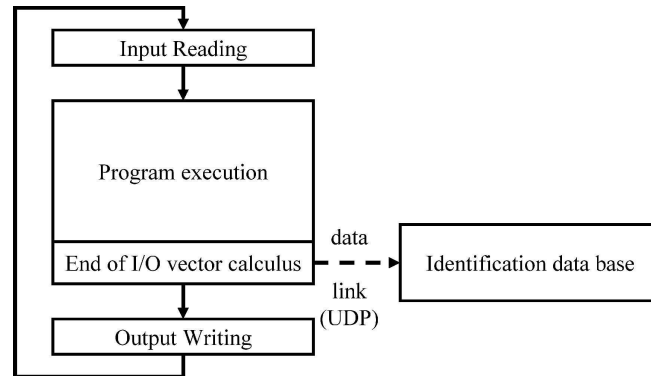 Input Reading
Program execution
End of I/O vector calculus
data
link
(UDP)
Identification data base
Output Writing